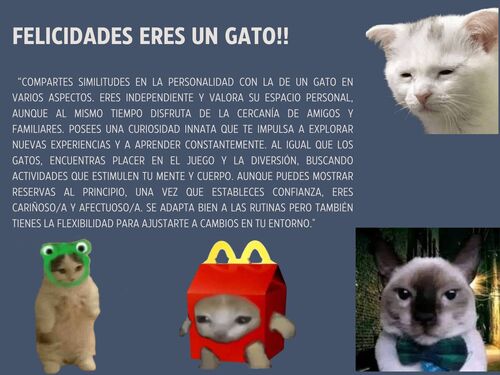 FELICIDADES ERES UN GATO!!
"COMPARTES SIMILITUDES EN LA PERSONALIDAD CON LA DE UN GATO EN
VARIOS ASPECTOS. ERES INDEPENDIENTE Y VALORA SU ESPACIO PERSONAL,
AUNQUE AL MISMO TIEMPO DISFRUTA DE LA CERCANÍA DE AMIGOS Y
FAMILIARES. POSEES UNA CURIOSIDAD INNATA QUE TE IMPULSA A EXPLORAR
NUEVAS EXPERIENCIAS Y A APRENDER CONSTANTEMENTE. AL IGUAL QUE LOS
GATOS, ENCUENTRAS PLACER EN EL JUEGO Y LA DIVERSIÓN, BUSCANDO
ACTIVIDADES QUE ESTIMULEN TU MENTE Y CUERPO. AUNQUE PUEDES MOSTRAR
RESERVAS AL PRINCIPIO, UNA VEZ QUE ESTABLECES CONFIANZA, ERES
CARIÑOSO/A Y AFECTUOSO/A. SE ADAPTA BIEN A LAS RUTINAS PERO TAMBIÉN
TIENES LA FLEXIBILIDAD PARA AJUSTARTE A CAMBIOS EN TU ENTORNO."